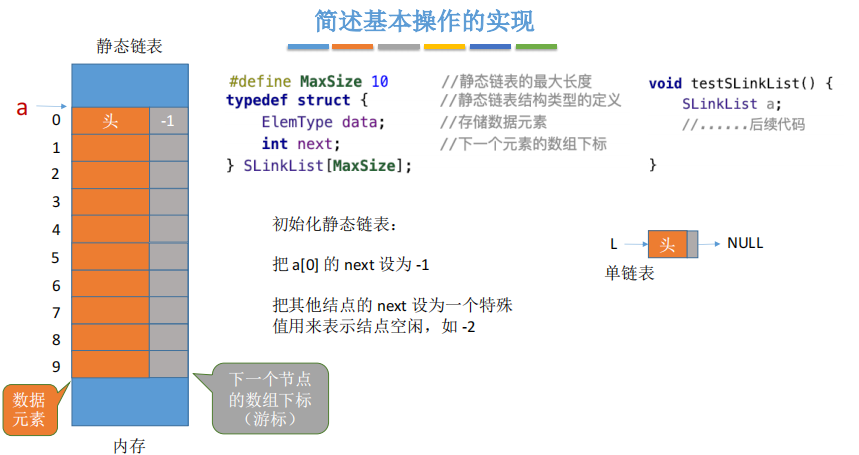 简述基本操作的实现
静态链表
a
头 -1
0
1
2
3
4
5
6
7
8
9
数据
元素
下一个节点
的数组下标
（游标）
内存
#define MaxSize 10 //静态链表的最大长度
typedef struct { //静态链表结构类型的定义
ElemType data; //存储数据元素
int next; //下一个元素的数组下标
} SLinkList[MaxSize];
void testSLinkList() {
SLinkList a;
//......后续代码
}
初始化静态链表：
把 a[0] 的 next 设为 -1
把其他结点的 next 设为一个特殊
值用来表示结点空闲，如 -2
L 头 NULL
单链表